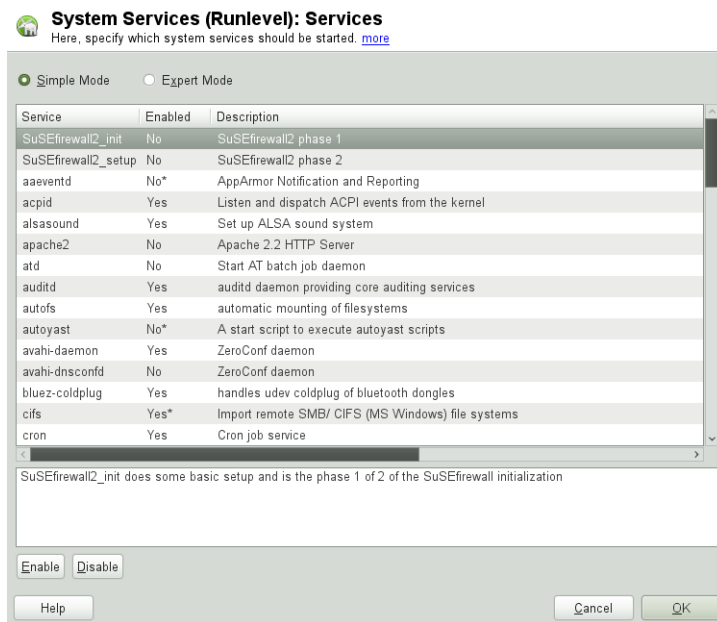 System Services (Runlevel): Services
Here, specify which system services should be started. more
Simple Mode Expert Mode
Service Enabled Description
SuSEfirewall2_init No SuSEfirewall2 phase 1
SuSEfirewall2_setup No SuSEfirewall2 phase 2
aaeventd No* AppArmor Notification and Reporting
acpid Yes Listen and dispatch ACPI events from the kernel
alsasound Yes Set up ALSA sound system
apache2 No Apache 2.2 HTTP Server
atd No Start AT batch job daemon
auditd Yes auditd daemon providing core auditing services
autofs Yes automatic mounting of filesystems
autoyast No* A start script to execute autoyast scripts
avahi-daemon Yes ZeroConf daemon
avahi-dnsconfd No ZeroConf daemon
bluez-coldplug Yes handles udev coldplug of bluetooth dongles
cifs Yes* Import remote SMB/ CIFS (MS Windows) file systems
cron Yes Cron job service
SuSEfirewall2_init does some basic setup and is the phase 1 of 2 of the SuSEfirewall initialization
Enable Disable
Help Cancel OK